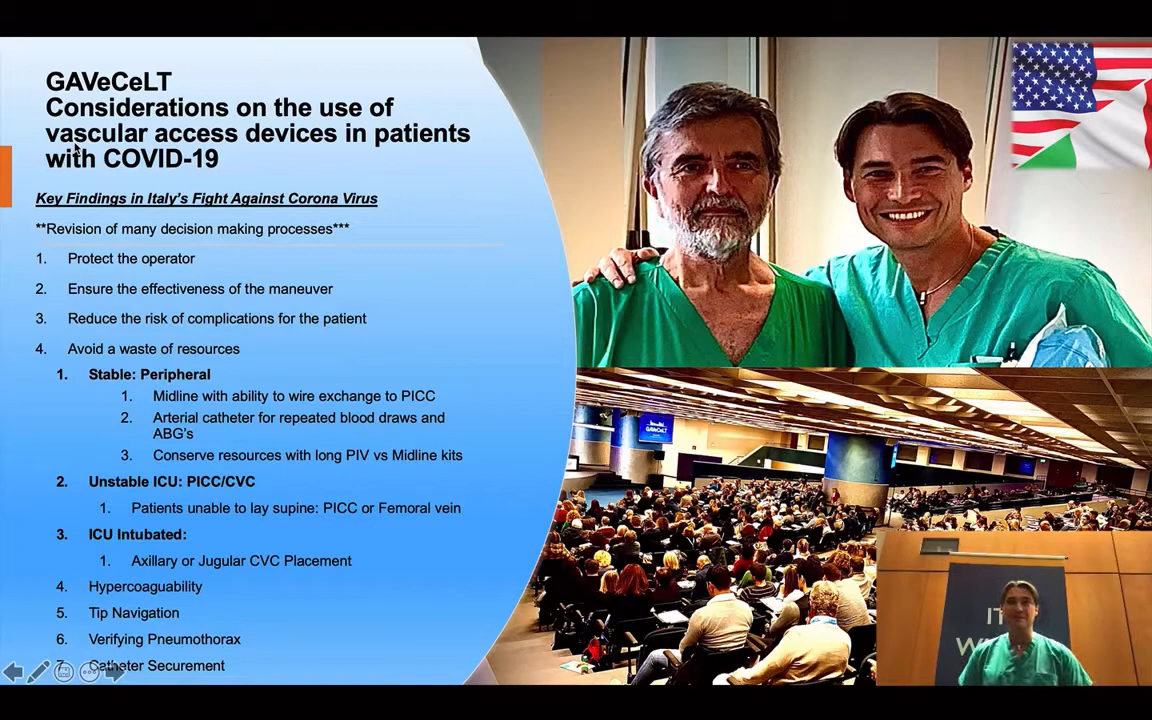 GAVeCeLT
Considerations on the use of
vascular access devices in patients
with COVID-19
Key Findings in Italy's Fight Against Corona Virus
**Revision of many decision making processes***
1. Protect the operator
2. Ensure the effectiveness of the maneuver
3. Reduce the risk of complications for the patient
4. Avoid a waste of resources
1. Stable: Peripheral
1. Midline with ability to wire exchange to PICC
2. Arterial catheter for repeated blood draws and
ABG's
3. Conserve resources with long PIV vs Midline kits
2. Unstable ICU: PICC/CVC
1. Patients unable to lay supine: PICC or Femoral vein
3. ICU Intubated:
1. Axillary or Jugular CVC Placement
4. Hypercoaguability
5. Tip Navigation
6. Verifying Pneumothorax
7. Catheter Securement
GAVeCeLT